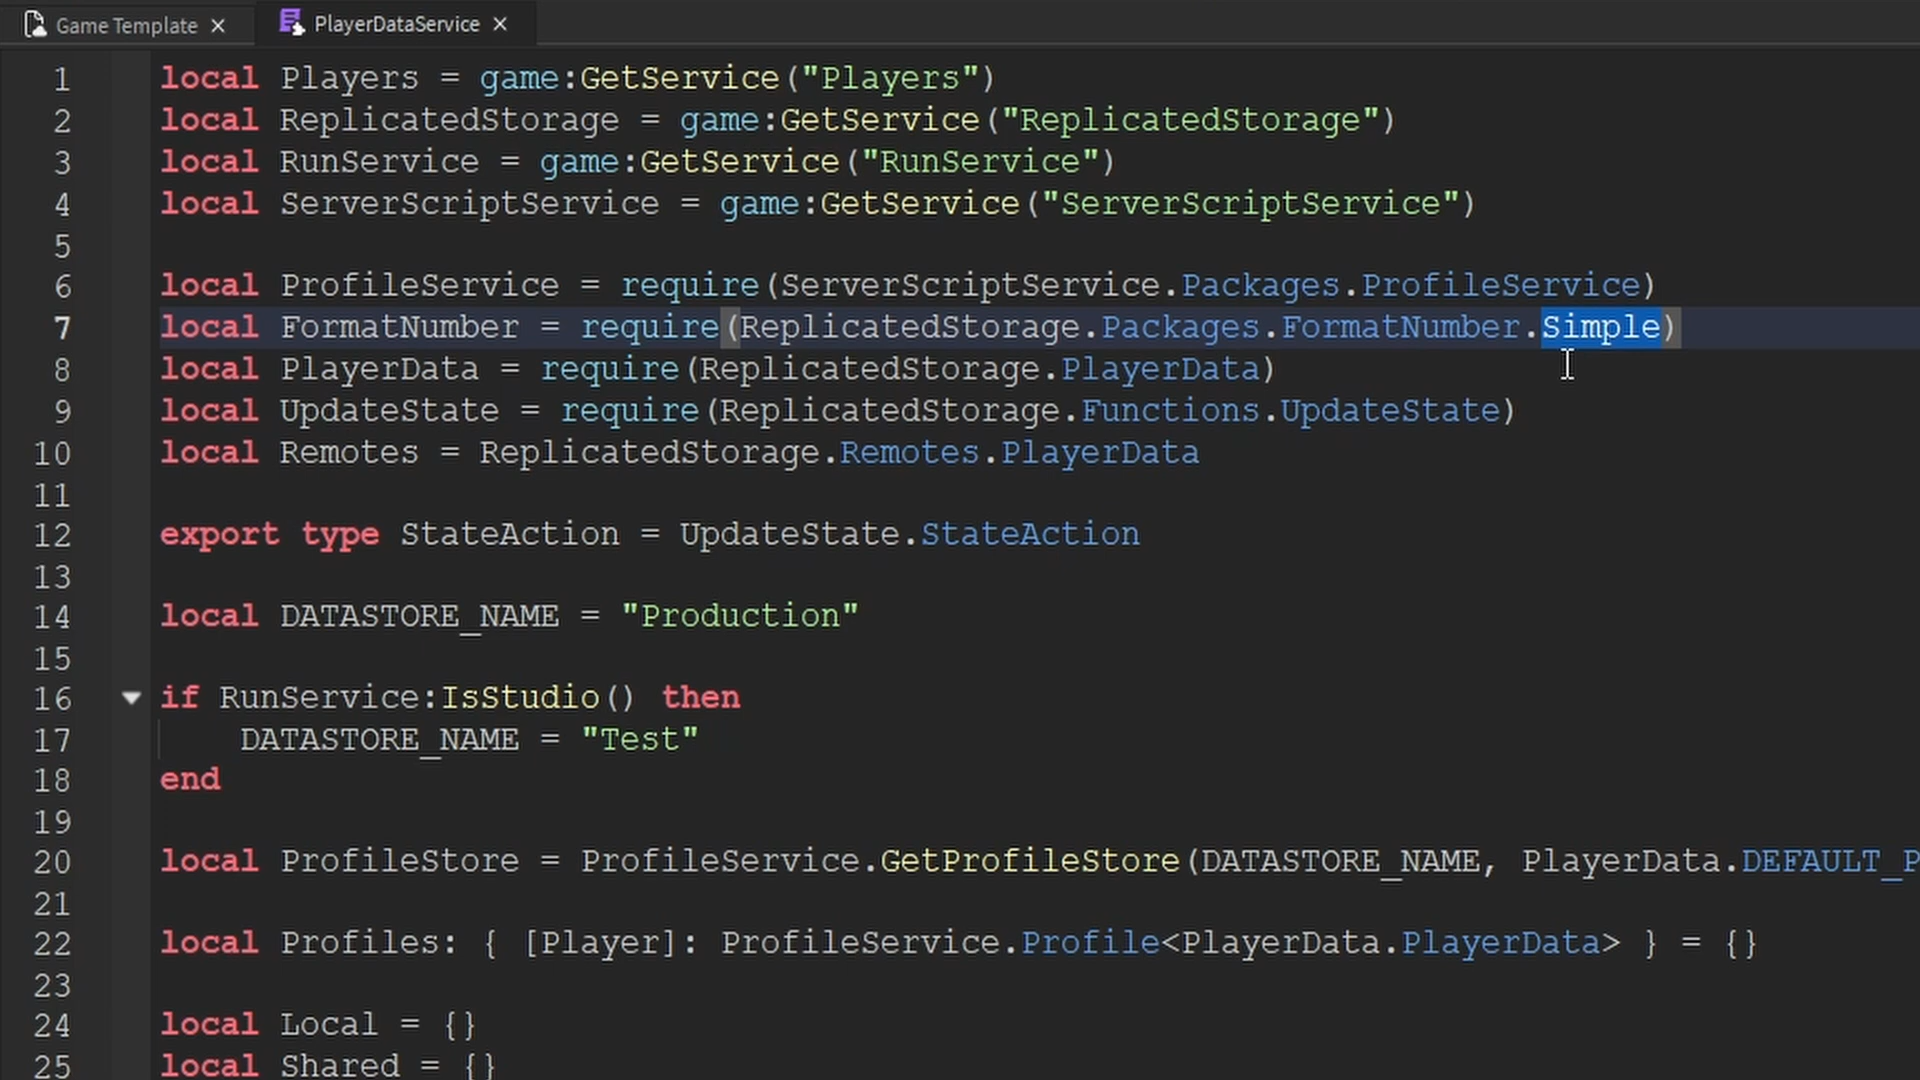 Game Template
PlayerDataService
1 local Players = game:GetService("Players")
2 local ReplicatedStorage = game:GetService("ReplicatedStorage")
3 local RunService = game:GetService("RunService")
4 local ServerScriptService = game:GetService("ServerScriptService")
5
6 local ProfileService = require(ServerScriptService.Packages.ProfileService)
7 local FormatNumber = require(ReplicatedStorage.Packages.FormatNumber.Simple)
8 local PlayerData = require(ReplicatedStorage.PlayerData)
9 local UpdateState = require(ReplicatedStorage.Functions.UpdateState)
10 local Remotes = ReplicatedStorage.Remotes.PlayerData
11
12 export type StateAction = UpdateState.StateAction
13
14 local DATASTORE_NAME = "Production"
15
16 if RunService:IsStudio() then
17 DATASTORE_NAME = "Test"
18 end
19
20 local ProfileStore = ProfileService.GetProfileStore(DATASTORE_NAME, PlayerData.DEFAULT_P
21
22 local Profiles: { [Player]: ProfileService.Profile<PlayerData.PlayerData> } = {}
23
24 local Local = {}
25 local Shared = {}